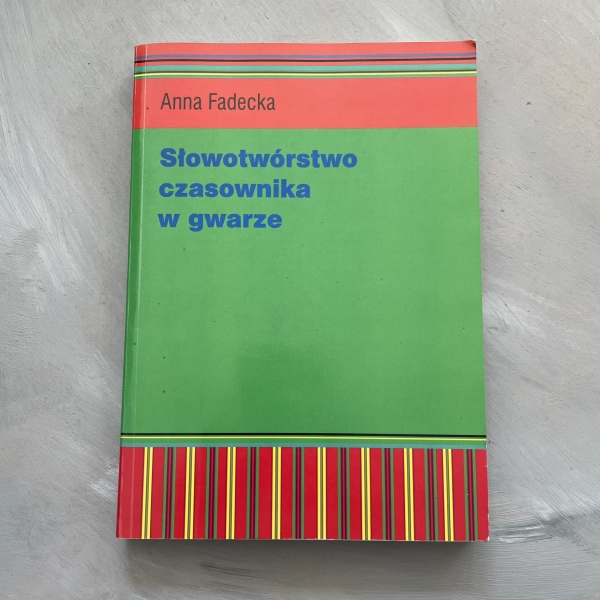 Anna Fadecka
Słowotwórstwo
czasownika
w gwarze